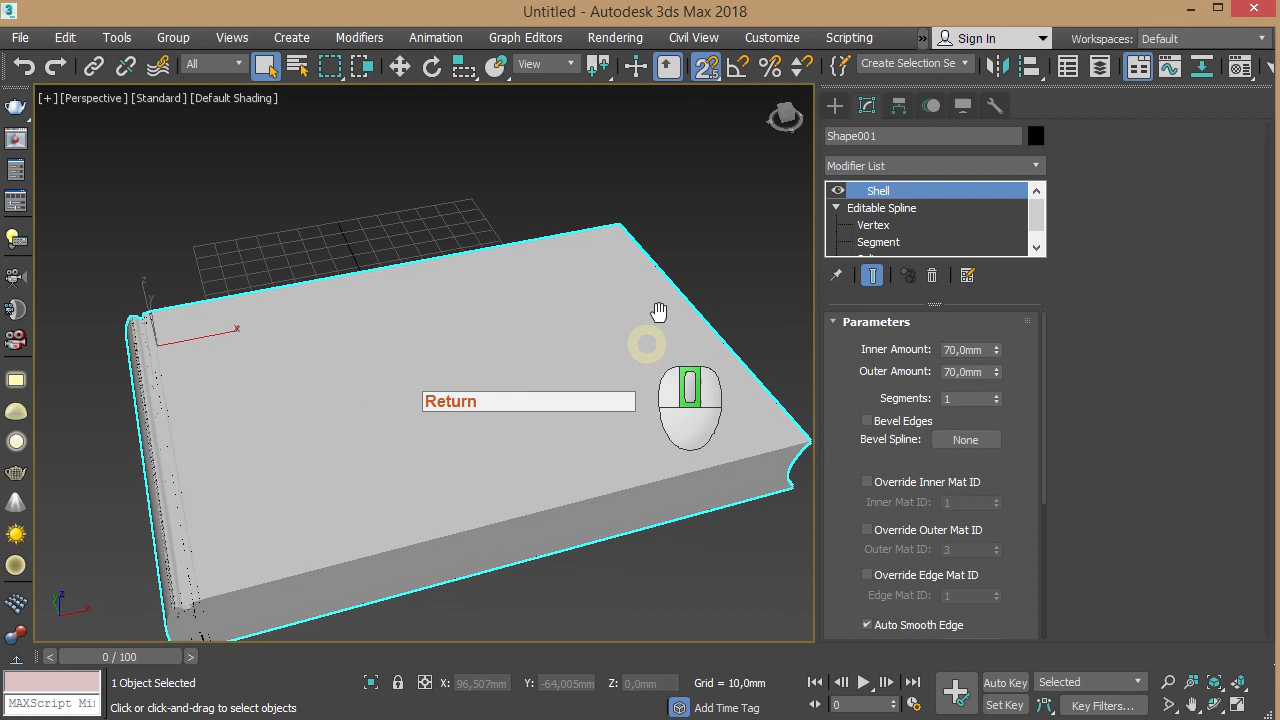 Untitled - Autodesk 3ds Max 2018
File Edit Tools Group Views Create Modifiers Animation Graph Editors Rendering Civil View Customize Scripting » Sign In Workspaces: Default
All View Create Selection Se
[+] [Perspective] [Standard] [Default Shading]
Shape001
Modifier List
Shell
Editable Spline
Vertex
Segment
Parameters
Inner Amount: 70,0mm
Outer Amount: 70,0mm
Segments: 1
Bevel Edges
Bevel Spline: None
Override Inner Mat ID
Inner Mat ID: 1
Override Outer Mat ID
Outer Mat ID: 3
Override Edge Mat ID
Edge Mat ID: 1
Auto Smooth Edge
z
x
Return
z
x
< 0 / 100 >
1 Object Selected X: 96,507mm Y: -64,005mm Z: 0,0mm Grid = 10,0mm Auto Key Selected
MAXScript Mi Click or click-and-drag to select objects Add Time Tag 0 Set Key Key Filters...